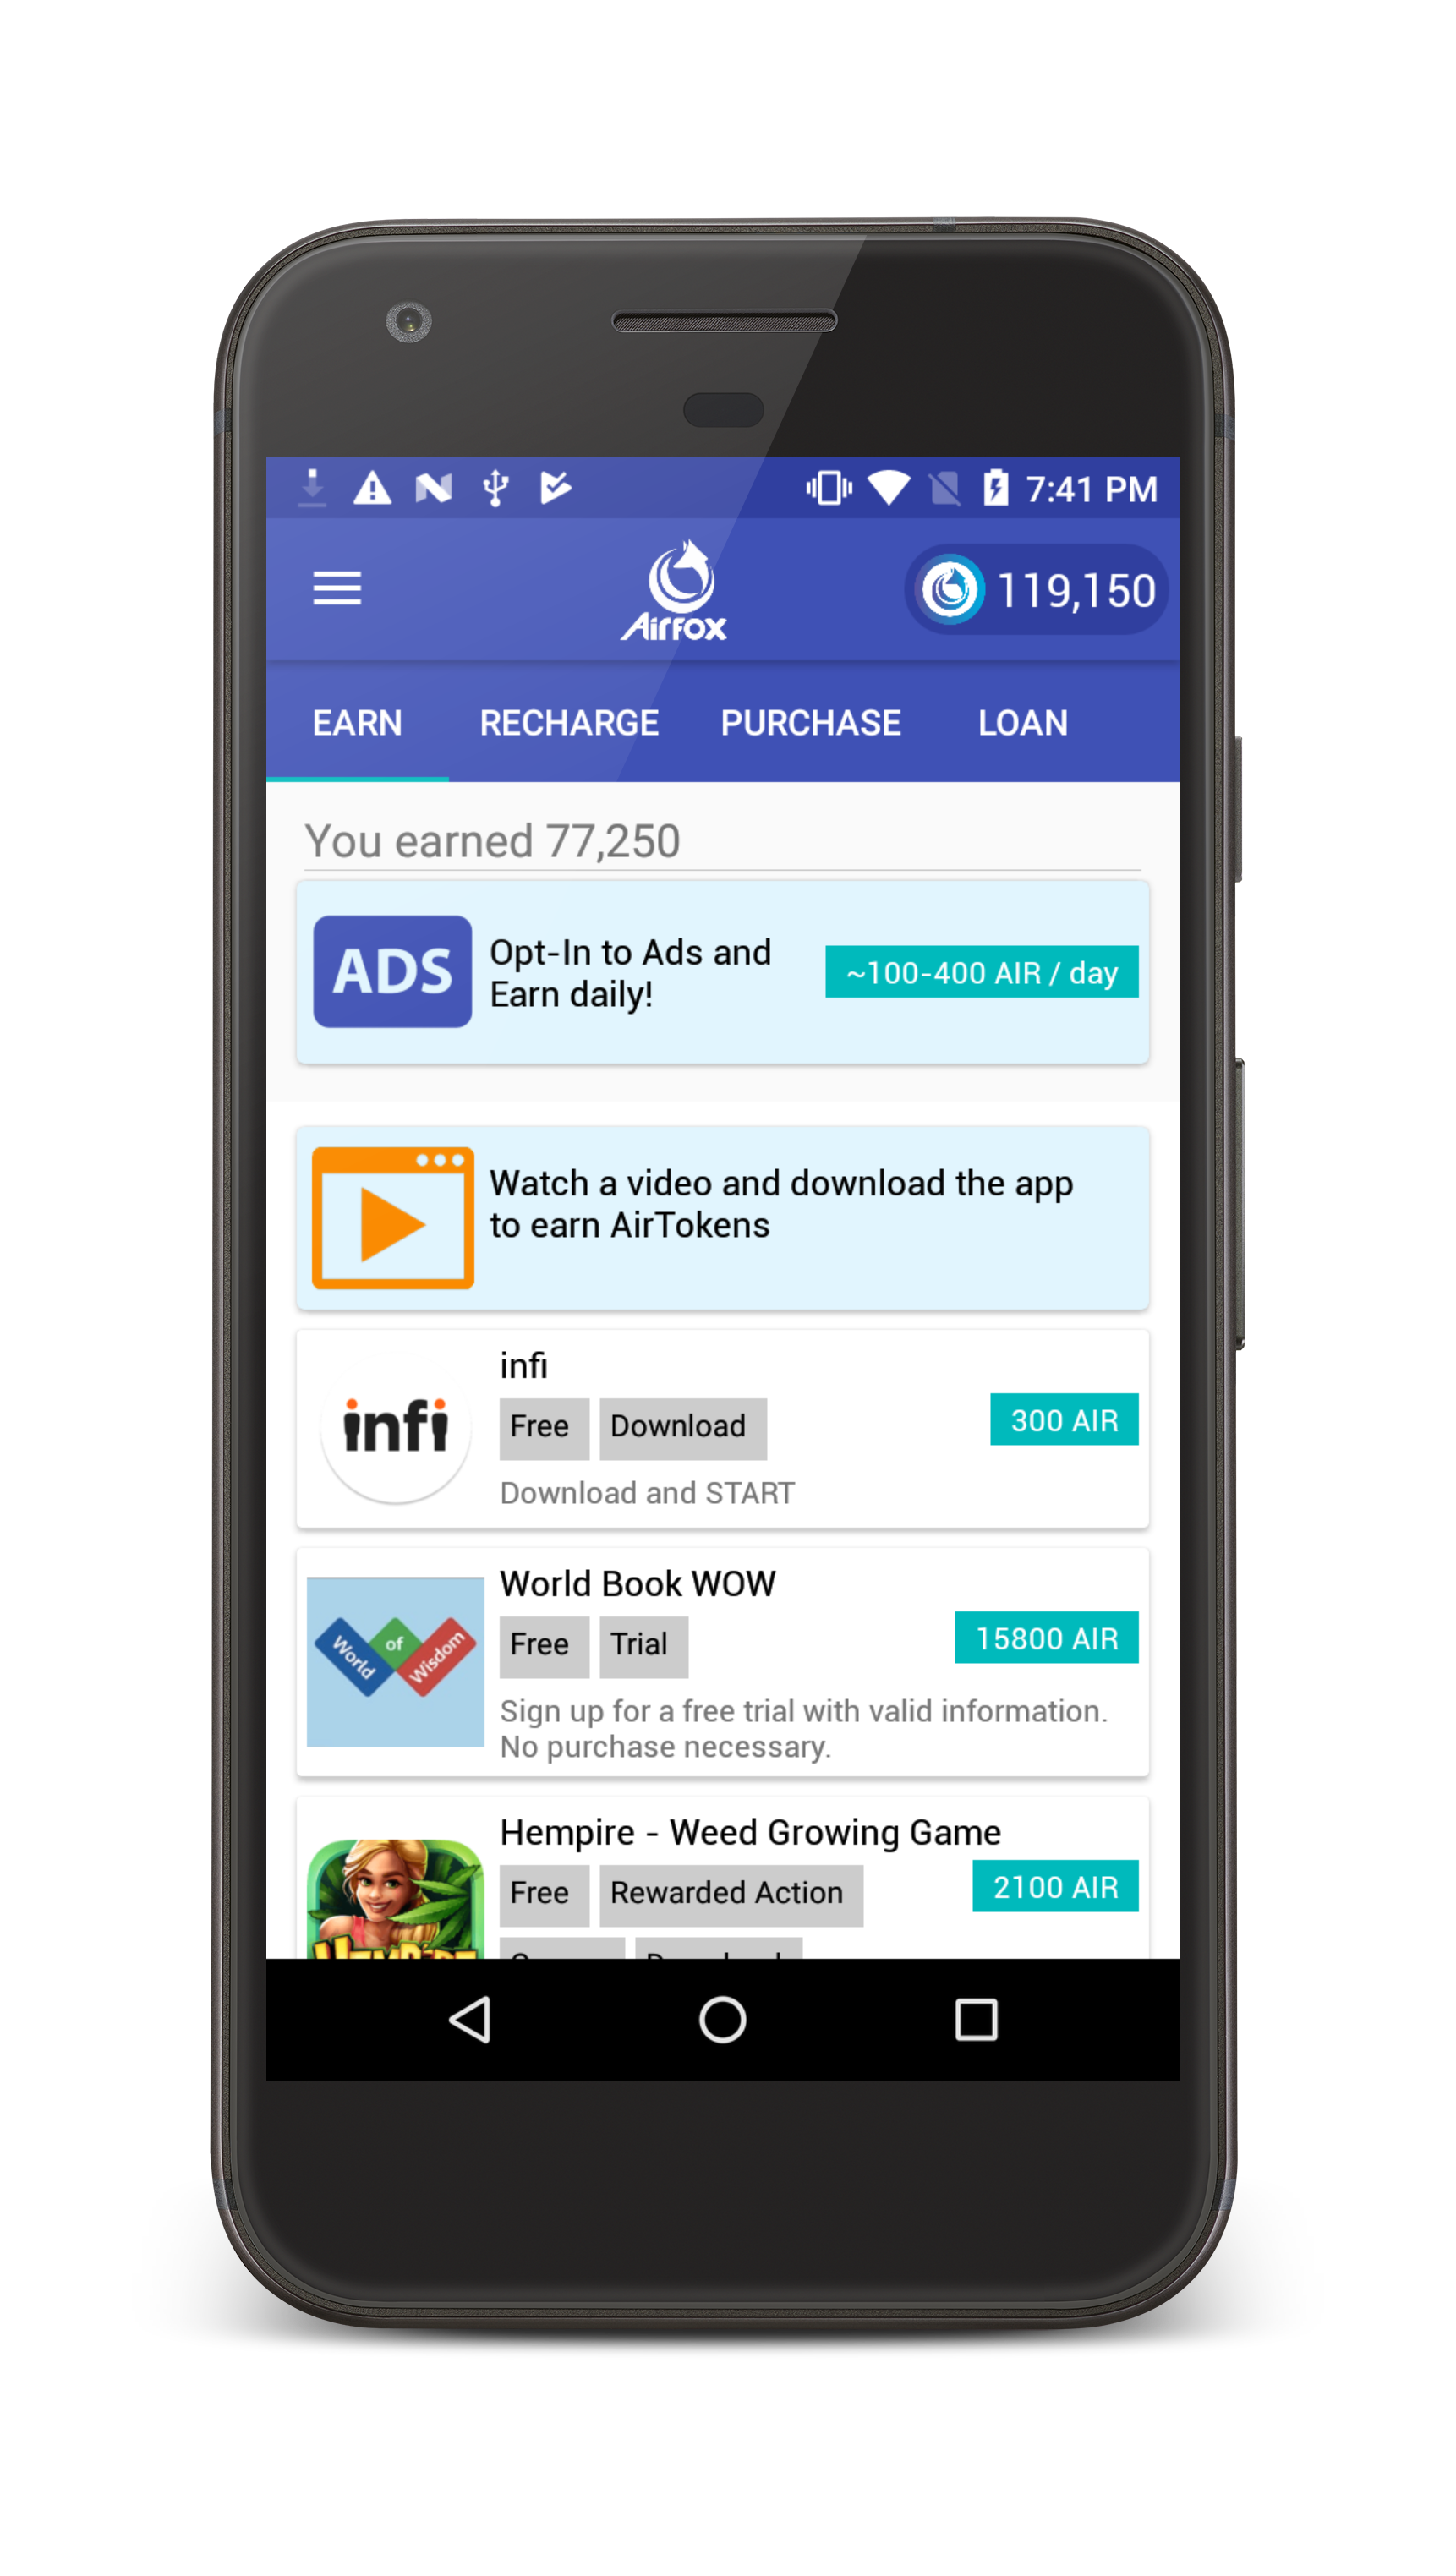 7:41 PM
Airfox
119,150
EARN
RECHARGE
PURCHASE
LOAN
You earned 77,250
ADS
Opt-In to Ads and
Earn daily!
~100-400 AIR / day
Watch a video and download the app
to earn AirTokens
infi
infi
Free
Download
300 AIR
Download and START
World of Wisdom
World Book WOW
Free
Trial
15800 AIR
Sign up for a free trial with valid information.
No purchase necessary.
Hempire - Weed Growing Game
Free
Rewarded Action
2100 AIR